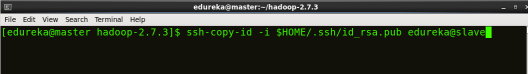 edureka@master:~/hadoop-2.7.3
File Edit View Search Terminal Help
[edureka@master hadoop-2.7.3]$ ssh-copy-id -i $HOME/.ssh/id_rsa.pub edureka@slave